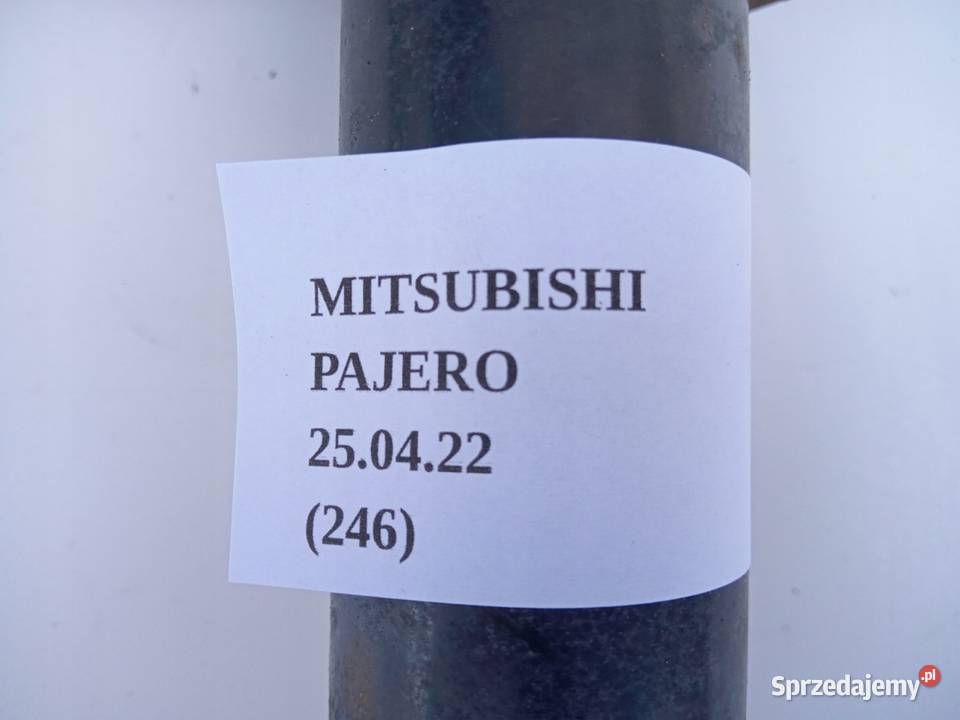 MITSUBISHI
PAJERO
25.04.22
(246)
Sprzedajemy.pl